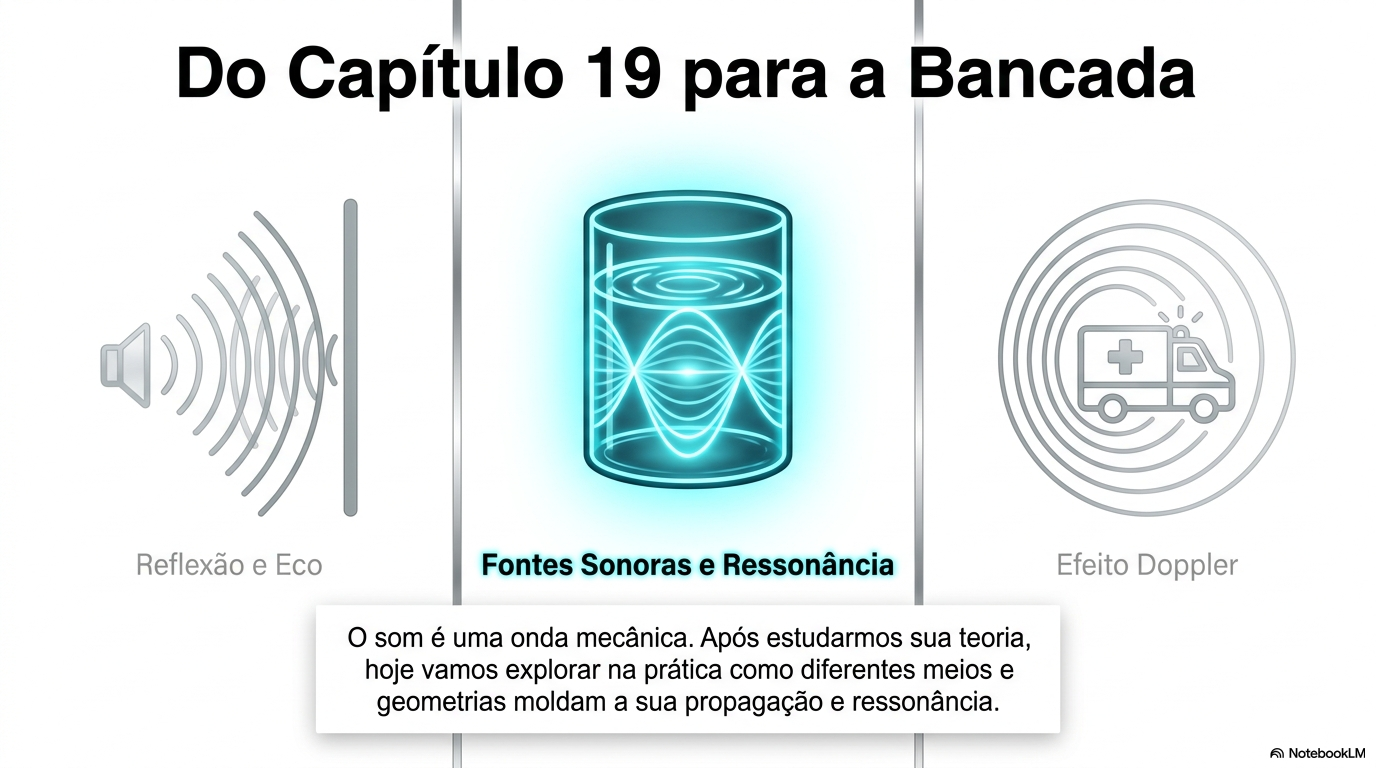 Do Capítulo 19 para a Bancada
Reflexão e Eco
Fontes Sonoras e Ressonância
Efeito Doppler
O som é uma onda mecânica. Após estudarmos sua teoria,
hoje vamos explorar na prática como diferentes meios e
geometrias moldam a sua propagação e ressonância.
NotebookLM